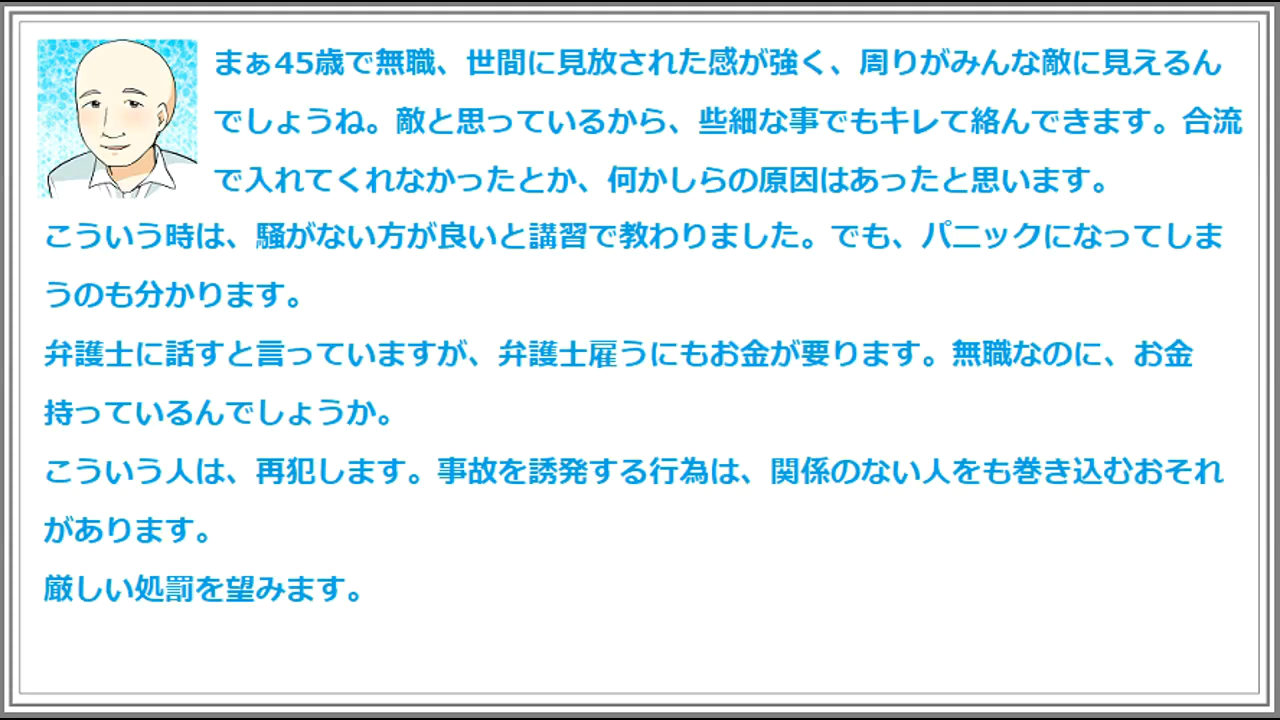 まぁ45歳で無職、世間に見放された感が強く、周りがみんな敵に見えるん
でしょうね。敵と思っているから、些細な事でもキレて絡んできます。合流
で入れてくれなかったとか、何かしらの原因はあったと思います。
こういう時は、騒がない方が良いと講習で教わりました。でも、パニックになってしま
うのも分かります。
弁護士に話すと言っていますが、弁護士雇うにもお金が要ります。無職なのに、お金
持っているんでしょうか。
こういう人は、再犯します。事故を誘発する行為は、関係のない人をも巻き込むおそれ
があります。
厳しい処罰を望みます。